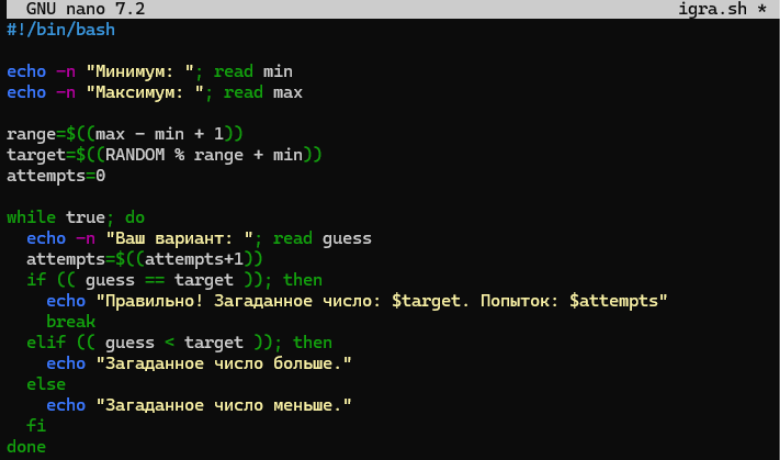 GNU nano 7.2 igra.sh *
#!/bin/bash
echo -n "Минимум: "; read min
echo -n "Максимум: "; read max
range=$((max - min + 1))
target=$((RANDOM % range + min))
attempts=0
while true; do
echo -n "Ваш вариант: "; read guess
attempts=$((attempts+1))
if (( guess == target )); then
echo "Правильно! Загаданное число: $target. Попыток: $attempts"
break
elif (( guess < target )); then
echo "Загаданное число больше."
else
echo "Загаданное число меньше."
fi
done